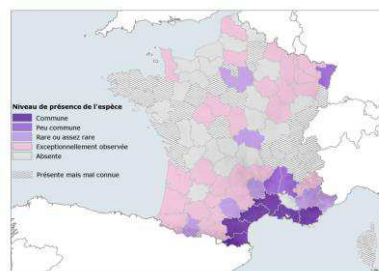 Niveau de présence de l'espèce
Commune
Peu commune
Rare ou assez rare
Exceptionnellement observée
Absente
Présente mais mal connue